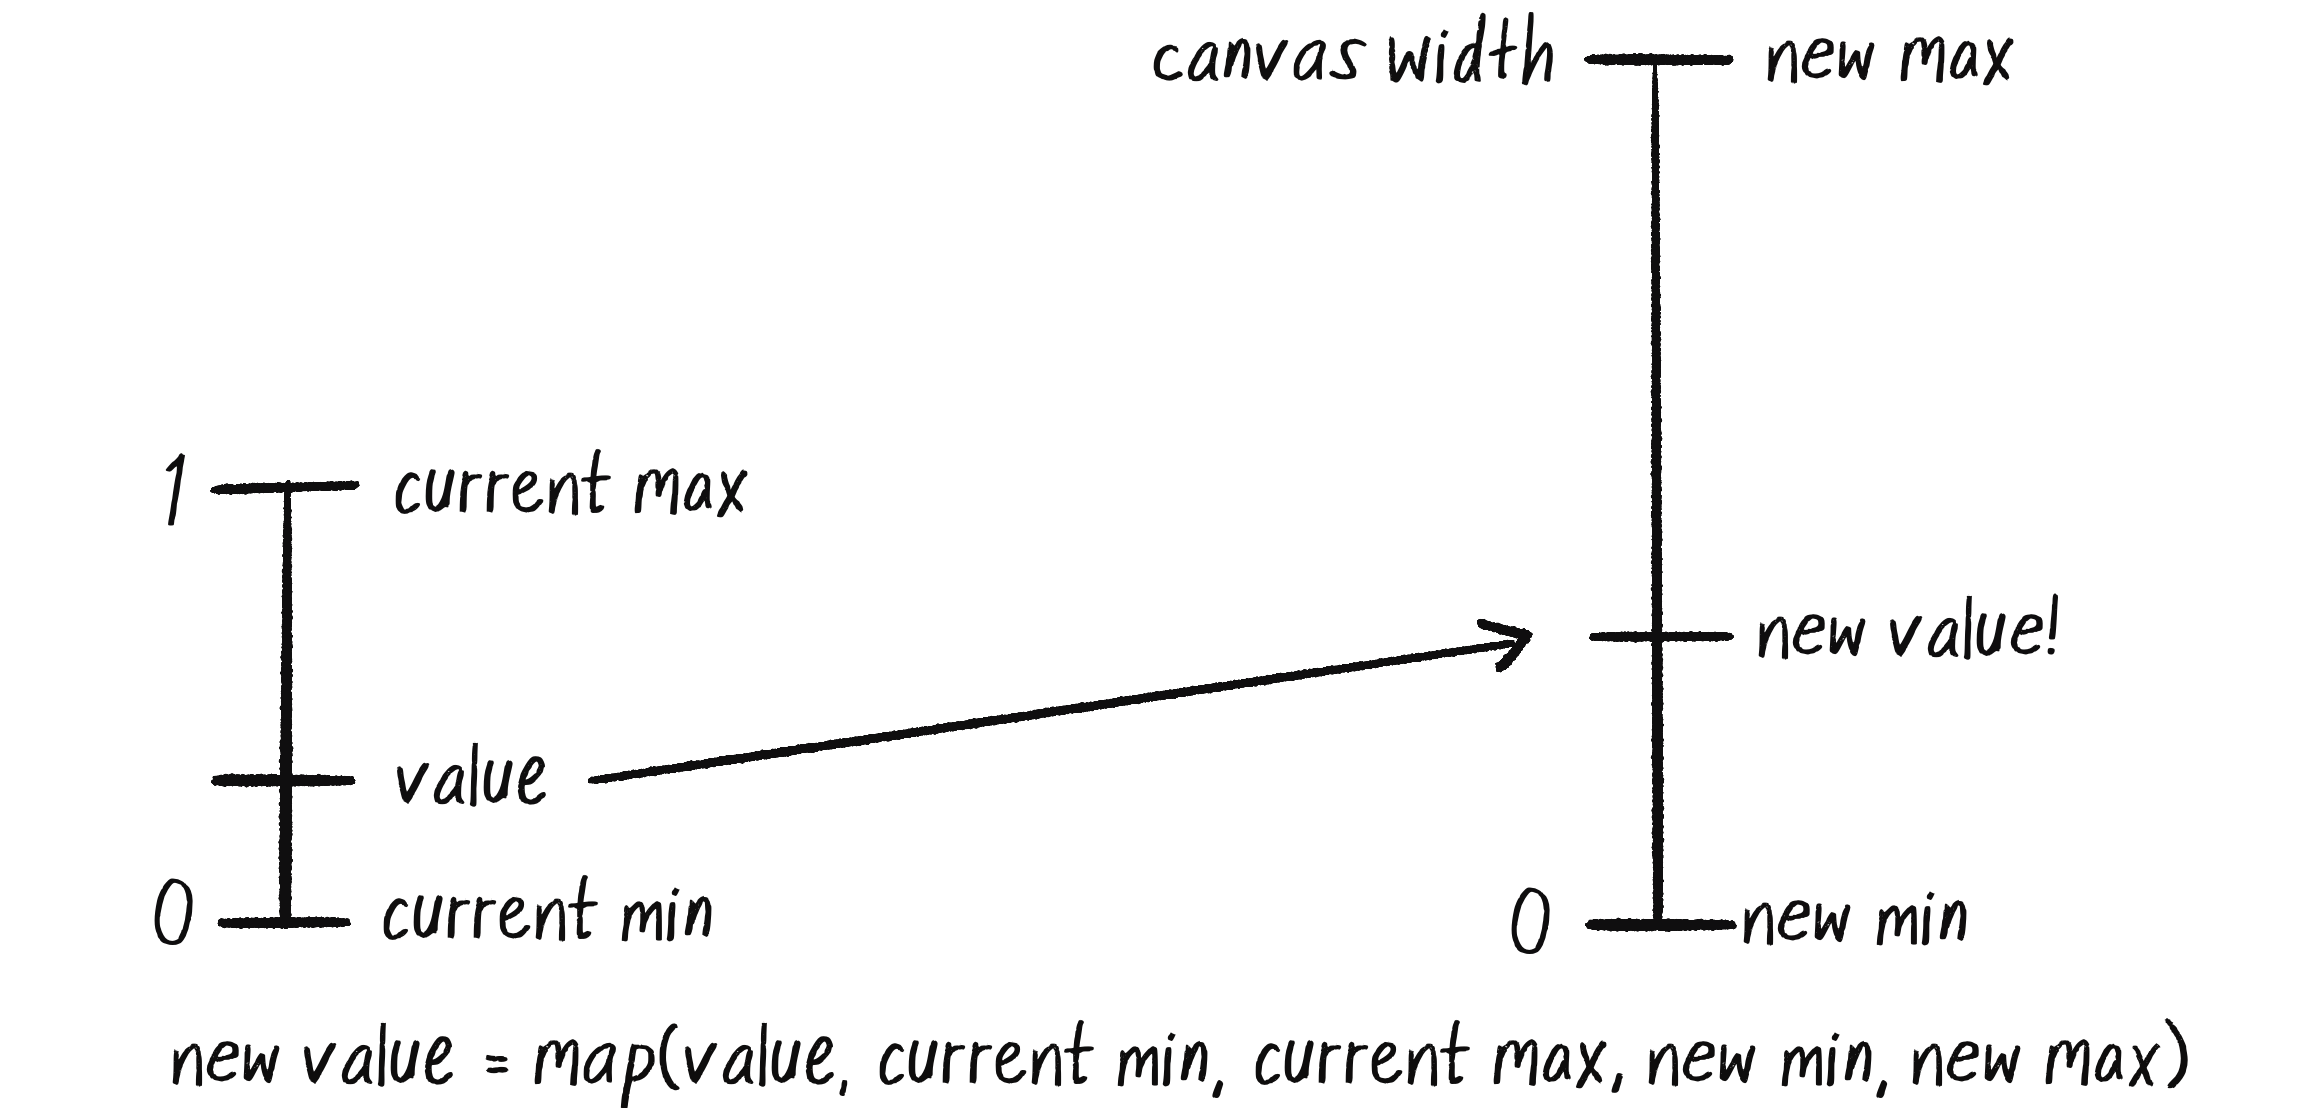 canvas width new max
1 current max
new value!
value
0 current min
0 new min
new value = map(value, current min, current max, new min, new max)